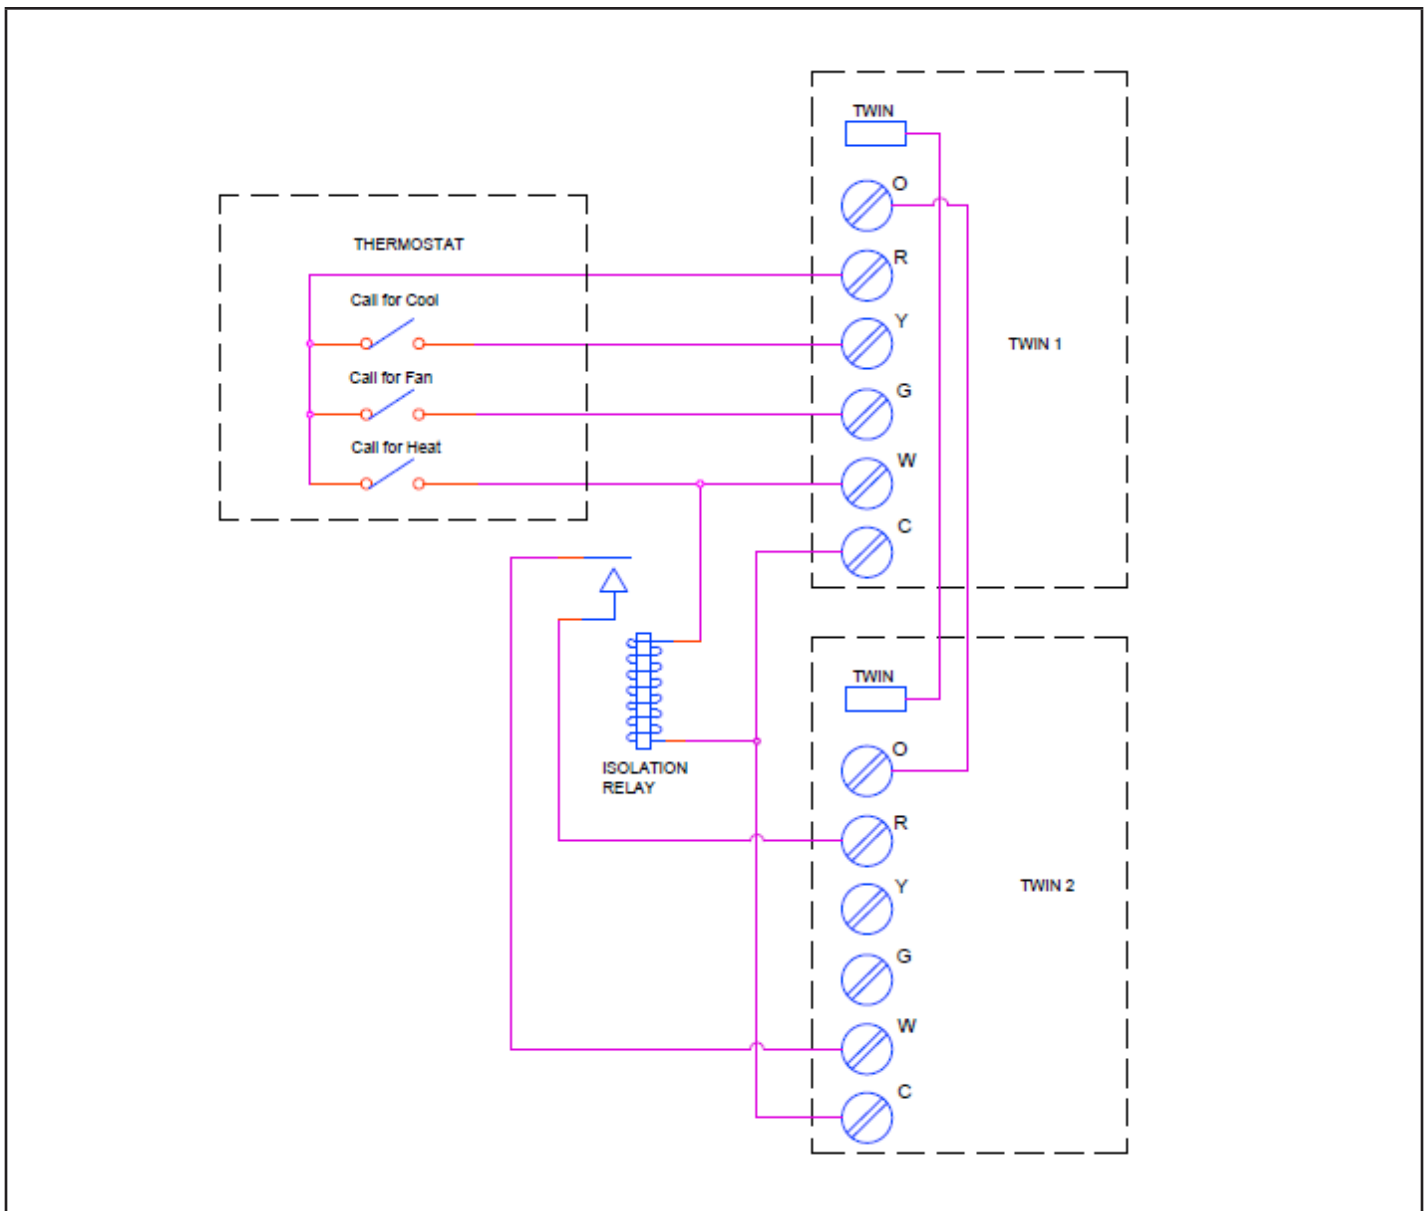 TWIN
O
THERMOSTAT
R
Call for Cool
Y
TWIN 1
Call for Fan
G
Call for Heat
W
C
TWIN
O
ISOLATION
RELAY
R
Y
TWIN 2
G
W
C